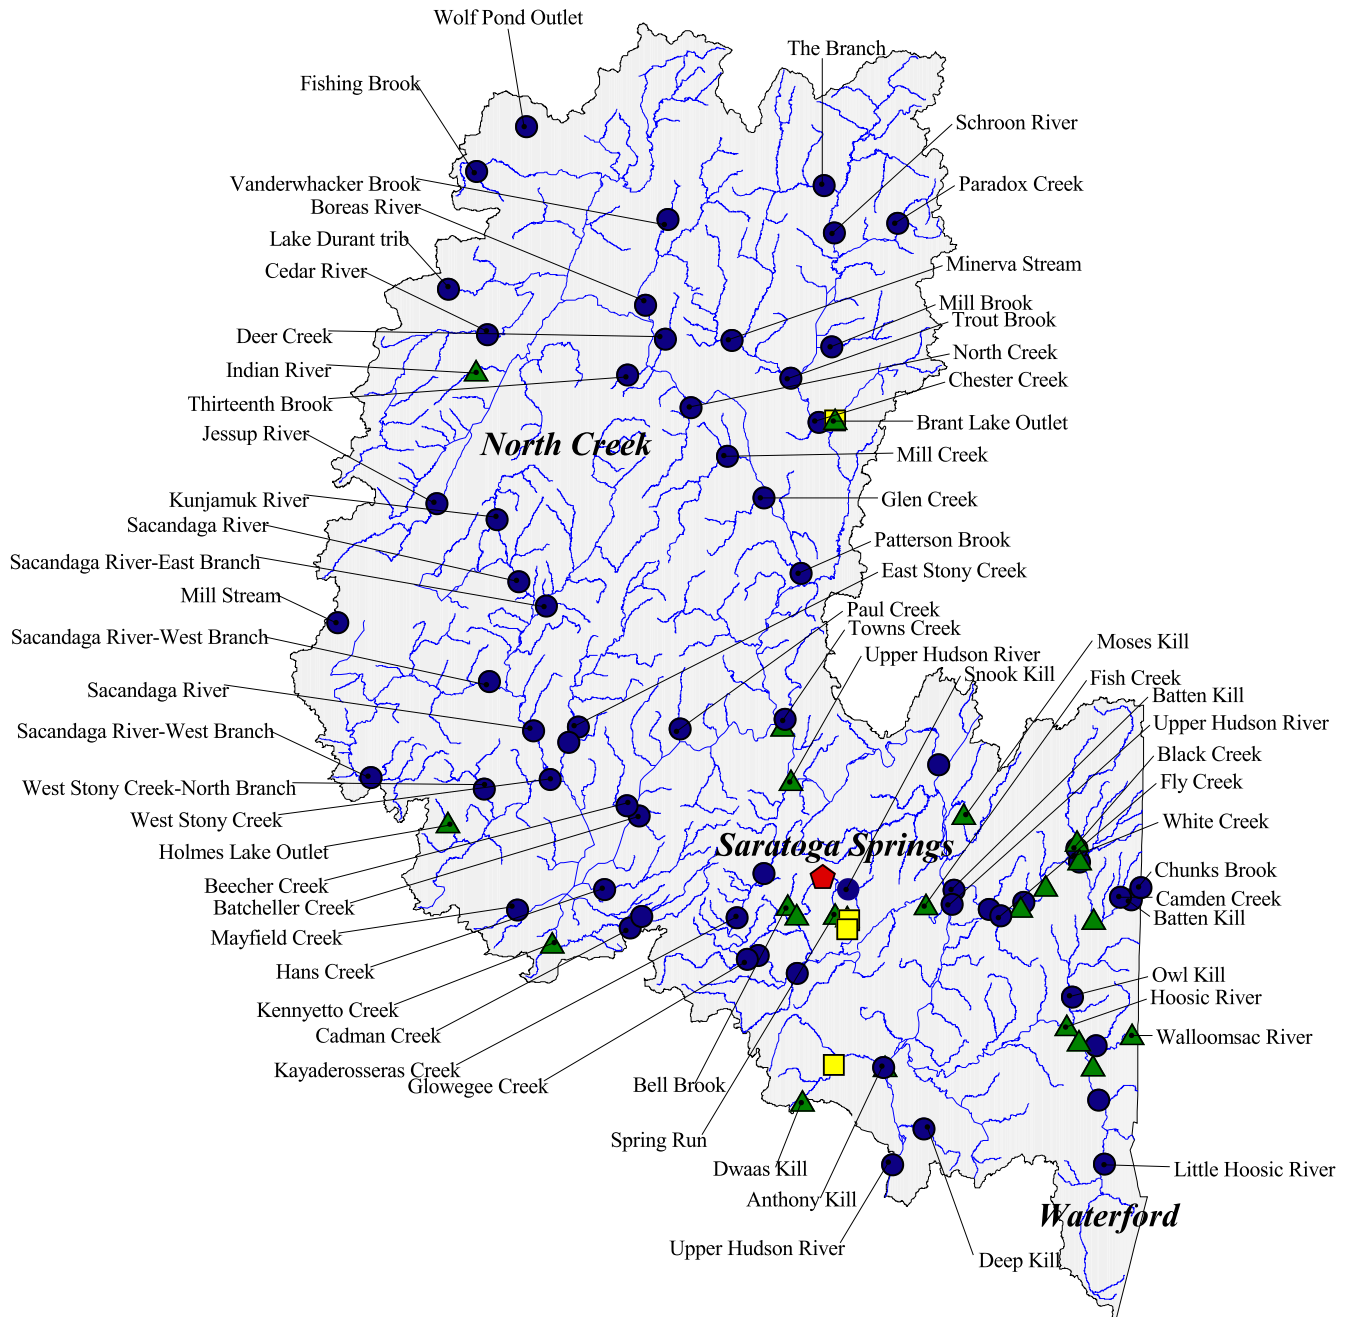 Wolf Pond Outlet
The Branch
Fishing Brook
Schroon River
Vanderwhacker Brook
Paradox Creek
Boreas River
Lake Durant trib
Cedar River
Minerva Stream
Mill Brook
Trout Brook
Deer Creek
North Creek
Indian River
Chester Creek
Thirteenth Brook
Brant Lake Outlet
Jessup River
North Creek
Mill Creek
Kunjamuk River
Glen Creek
Sacandaga River
Patterson Brook
Sacandaga River-East Branch
East Stony Creek
Mill Stream
Paul Creek
Towns Creek
Sacandaga River-West Branch
Moses Kill
Upper Hudson River
Snook Kill
Fish Creek
Sacandaga River
Batten Kill
Upper Hudson River
Sacandaga River-West Branch
Black Creek
Fly Creek
West Stony Creek-North Branch
West Stony Creek
White Creek
Saratoga Springs
Holmes Lake Outlet
Chunks Brook
Beecher Creek
Camden Creek
Batcheller Creek
Batten Kill
Mayfield Creek
Hans Creek
Owl Kill
Hoosic River
Kennyetto Creek
Cadman Creek
Walloomsac River
Kayaderosseras Creek
Glowegee Creek
Bell Brook
Spring Run
Dwaas Kill
Little Hoosic River
Anthony Kill
Waterford
Upper Hudson River
Deep Kill